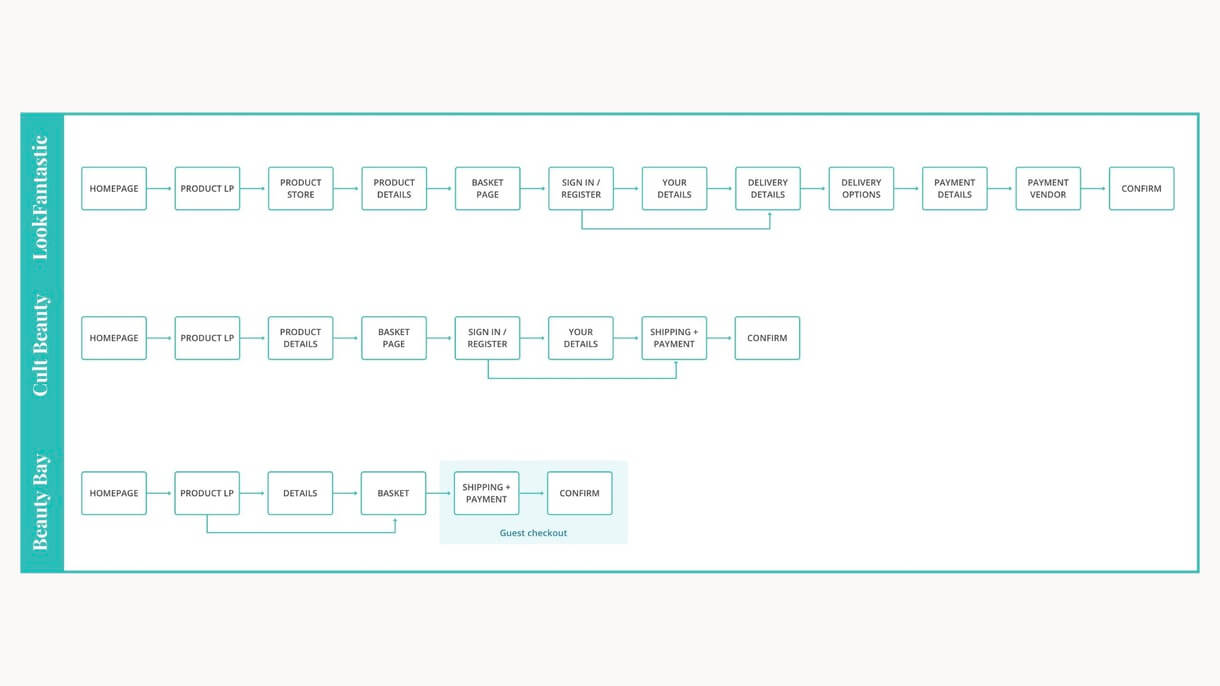 LookFantastic
HOMEPAGE
PRODUCT LP
PRODUCT
STORE
PRODUCT
DETAILS
BASKET
PAGE
SIGN IN /
REGISTER
YOUR
DETAILS
DELIVERY
DETAILS
DELIVERY
OPTIONS
PAYMENT
DETAILS
PAYMENT
VENDOR
CONFIRM
Cult Beauty
HOMEPAGE
PRODUCT LP
PRODUCT
DETAILS
BASKET
PAGE
SIGN IN /
REGISTER
YOUR
DETAILS
SHIPPING +
PAYMENT
CONFIRM
Beauty Bay
HOMEPAGE
PRODUCT LP
DETAILS
BASKET
SHIPPING +
PAYMENT
CONFIRM
Guest checkout